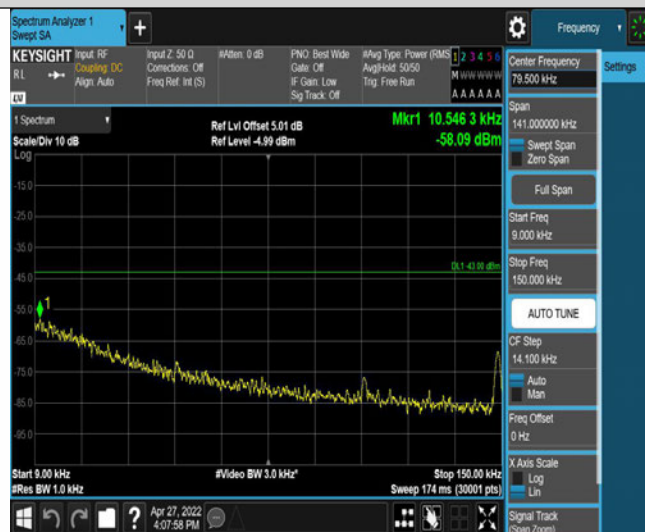 Spectrum Analyzer 1
Swept SA
Frequency
KEYSIGHT
RL
LXI
Input: RF
Coupling: DC
Align: Auto
Input Z: 50 Ω
Corrections: Off
Freq Ref: Int (S)
#Atten: 0 dB
PNO: Best Wide
Gate: Off
IF Gain: Low
Sig Track: Off
#Avg Type: Power (RMS
Avg|Hold: 50/50
Trig: Free Run
1 2 3 4 5 6
M W W W W W
A A A A A A
Center Frequency
79.500 kHz
Settings
Span
141.000000 kHz
Swept Span
Zero Span
Full Span
Start Freq
9.000 kHz
Stop Freq
150.000 kHz
AUTO TUNE
CF Step
14.100 kHz
Auto
Man
Freq Offset
0 Hz
X Axis Scale
Log
Lin
Signal Track
(Span Zoom)
1 Spectrum
Scale/Div 10 dB
Log
Ref Lvl Offset 5.01 dB
Ref Level -4.99 dBm
Mkr1 10.546 3 kHz
-58.09 dBm
-15.0
-25.0
-35.0
-45.0
-55.0
-65.0
-75.0
-85.0
-95.0
DL1 -43.00 dBm
1
Start 9.00 kHz
#Res BW 1.0 kHz
#Video BW 3.0 kHz*
Stop 150.00 kHz
Sweep 174 ms (30001 pts)
?
Apr 27, 2022
4:07:58 PM